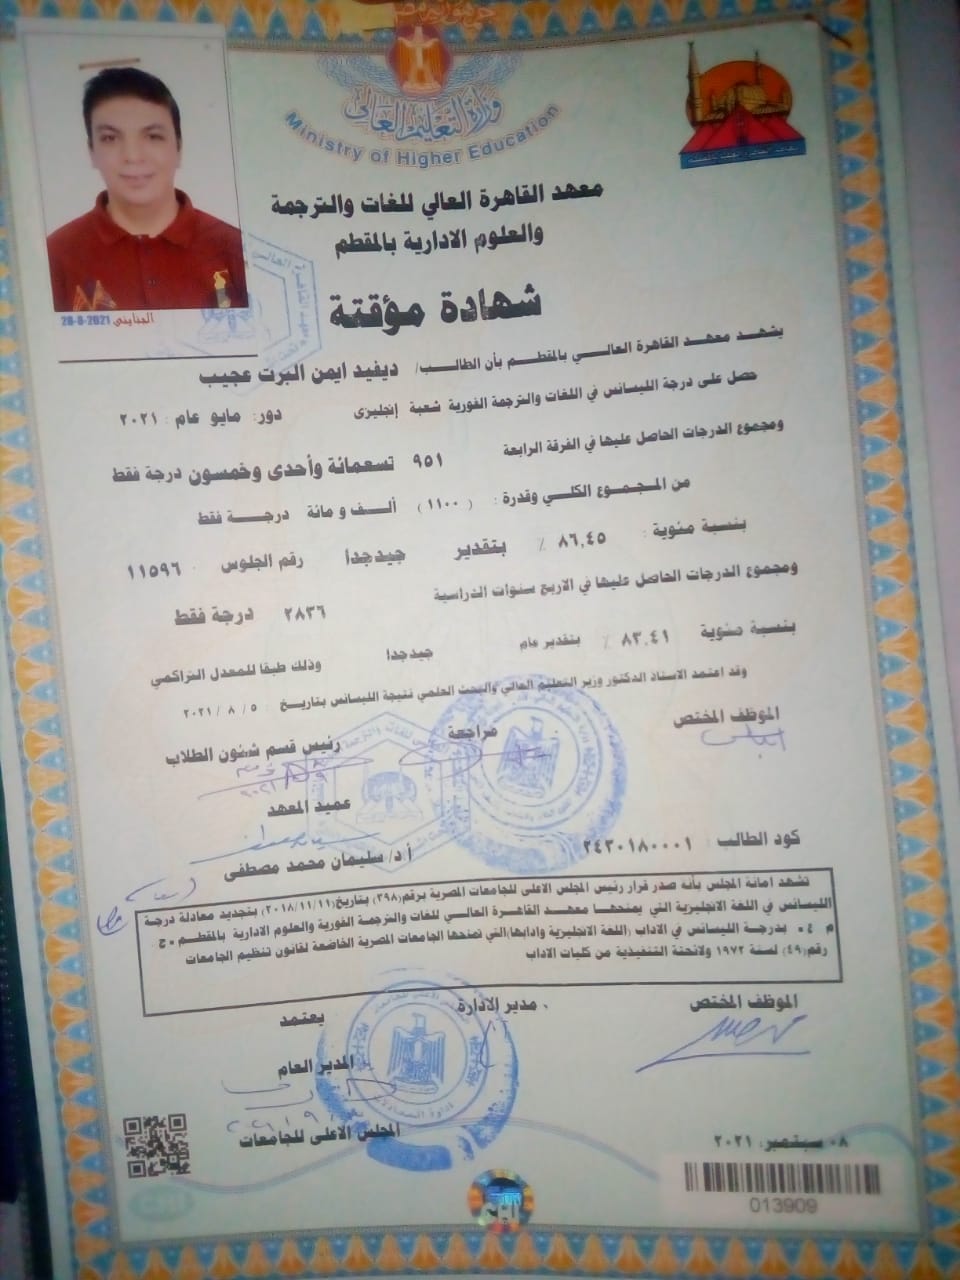 وزارة التعليم العالي
Ministry of Higher Education
معهد القاهرة العالي للغات والترجمة
والعلوم الادارية بالمقطم
شهادة مؤقتة
28-8-2021 الجنايني
يشهد معهد القاهرة العالي بالمقطم بأن الطالب/ ديفيد ايمن البرت عجيب
حصل على درجة الليسانس في اللغات والترجمة الفورية شعبة إنجليزى دور: مايو عام : ٢٠٢١
ومجموع الدرجات الحاصل عليها في الفرقة الرابعة ٩٥١ تسعمائة وأحدى وخمسون درجة فقط
من المجموع الكلي وقدرة : ( ١١٠٠ ) ألف و مائة درجة فقط
بنسبة مئوية : ٨٦,٤٥ ٪ بتقدير جيدجدا رقم الجلوس : ١١٥٩٦
ومجموع الدرجات الحاصل عليها في الاربع سنوات الدراسية ٢٨٣٦ درجة فقط
بنسبة مئوية ٨٣,٤١ ٪ بتقدير عام جيدجدا وذلك طبقا للمعدل التراكمي
وقد اعتمد الاستاذ الدكتور وزير التعليم العالي والبحث العلمي نتيجة الليسانس بتاريخ : ٥ / ٨ / ٢٠٢١
الموظف المختص مراجعة رئيس قسم شئون الطلاب
عميد المعهد
أ د/ سليمان محمد مصطفى
كود الطالب : ٢٤٣٠١٨٠٠٠١
تشهد امانة المجلس بأنه صدر قرار رئيس المجلس الاعلى للجامعات المصرية برقم(٣٩٨) بتاريخ(٢٠١٨/١١/١١) بتجديد معادلة درجة
الليسانس في اللغة الانجليزية التي يمنحها معهد القاهرة العالي للغات والترجمة الفورية والعلوم الادارية بالمقطم - ج
م ع - بدرجة الليسانس في الاداب (اللغة الانجليزية وادابها)التي تمنحها الجامعات المصرية الخاضعة لقانون تنظيم الجامعات
رقم(٤٩) لسنة ١٩٧٢ ولائحتة التنفيذية من كليات الاداب
الموظف المختص مدير الادارة يعتمد
المدير العام
المجلس الاعلى للجامعات
٠٨ سبتمبر، ٢٠٢١
013909